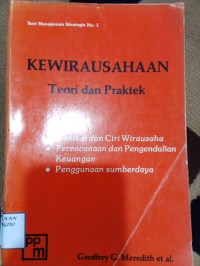 Seri Manajemen Strategis No. 1
KEWIRAUSAHAAN
Teori dan Praktek
dan Ciri Wirausaha
Perencanaan dan Pengendalian
Keuangan
Penggunaan sumberdaya
pp
m
Geoffrey G. Meredith et al.